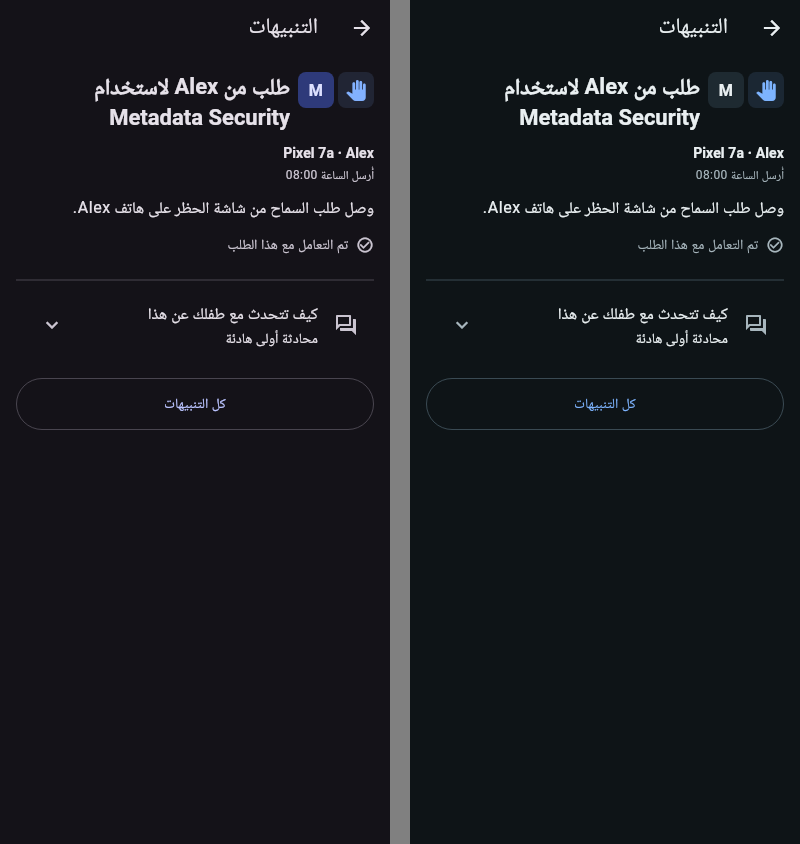 التنبيهات
M
طلب من Alex لاستخدام
Metadata Security
Pixel 7a · Alex
أرسل الساعة 08:00
وصل طلب السماح من شاشة الحظر على هاتف Alex.
تم التعامل مع هذا الطلب
كيف تتحدث مع طفلك عن هذا
محادثة أولى هادئة
كل التنبيهات
التنبيهات
M
طلب من Alex لاستخدام
Metadata Security
Pixel 7a · Alex
أرسل الساعة 08:00
وصل طلب السماح من شاشة الحظر على هاتف Alex.
تم التعامل مع هذا الطلب
كيف تتحدث مع طفلك عن هذا
محادثة أولى هادئة
كل التنبيهات